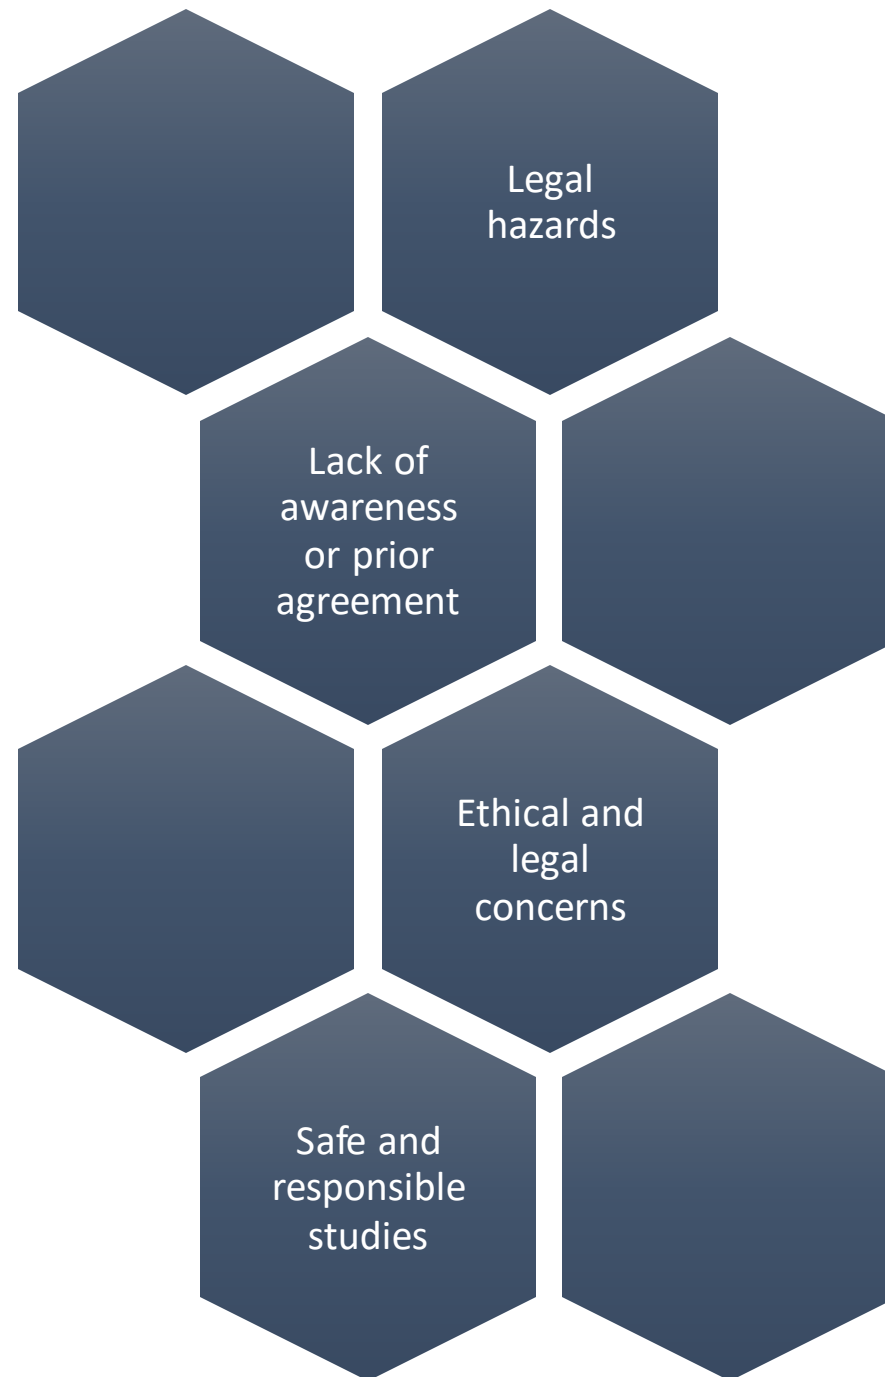 Legal
hazards
Lack of
awareness
or prior
agreement
Ethical and
legal
concerns
Safe and
responsible
studies